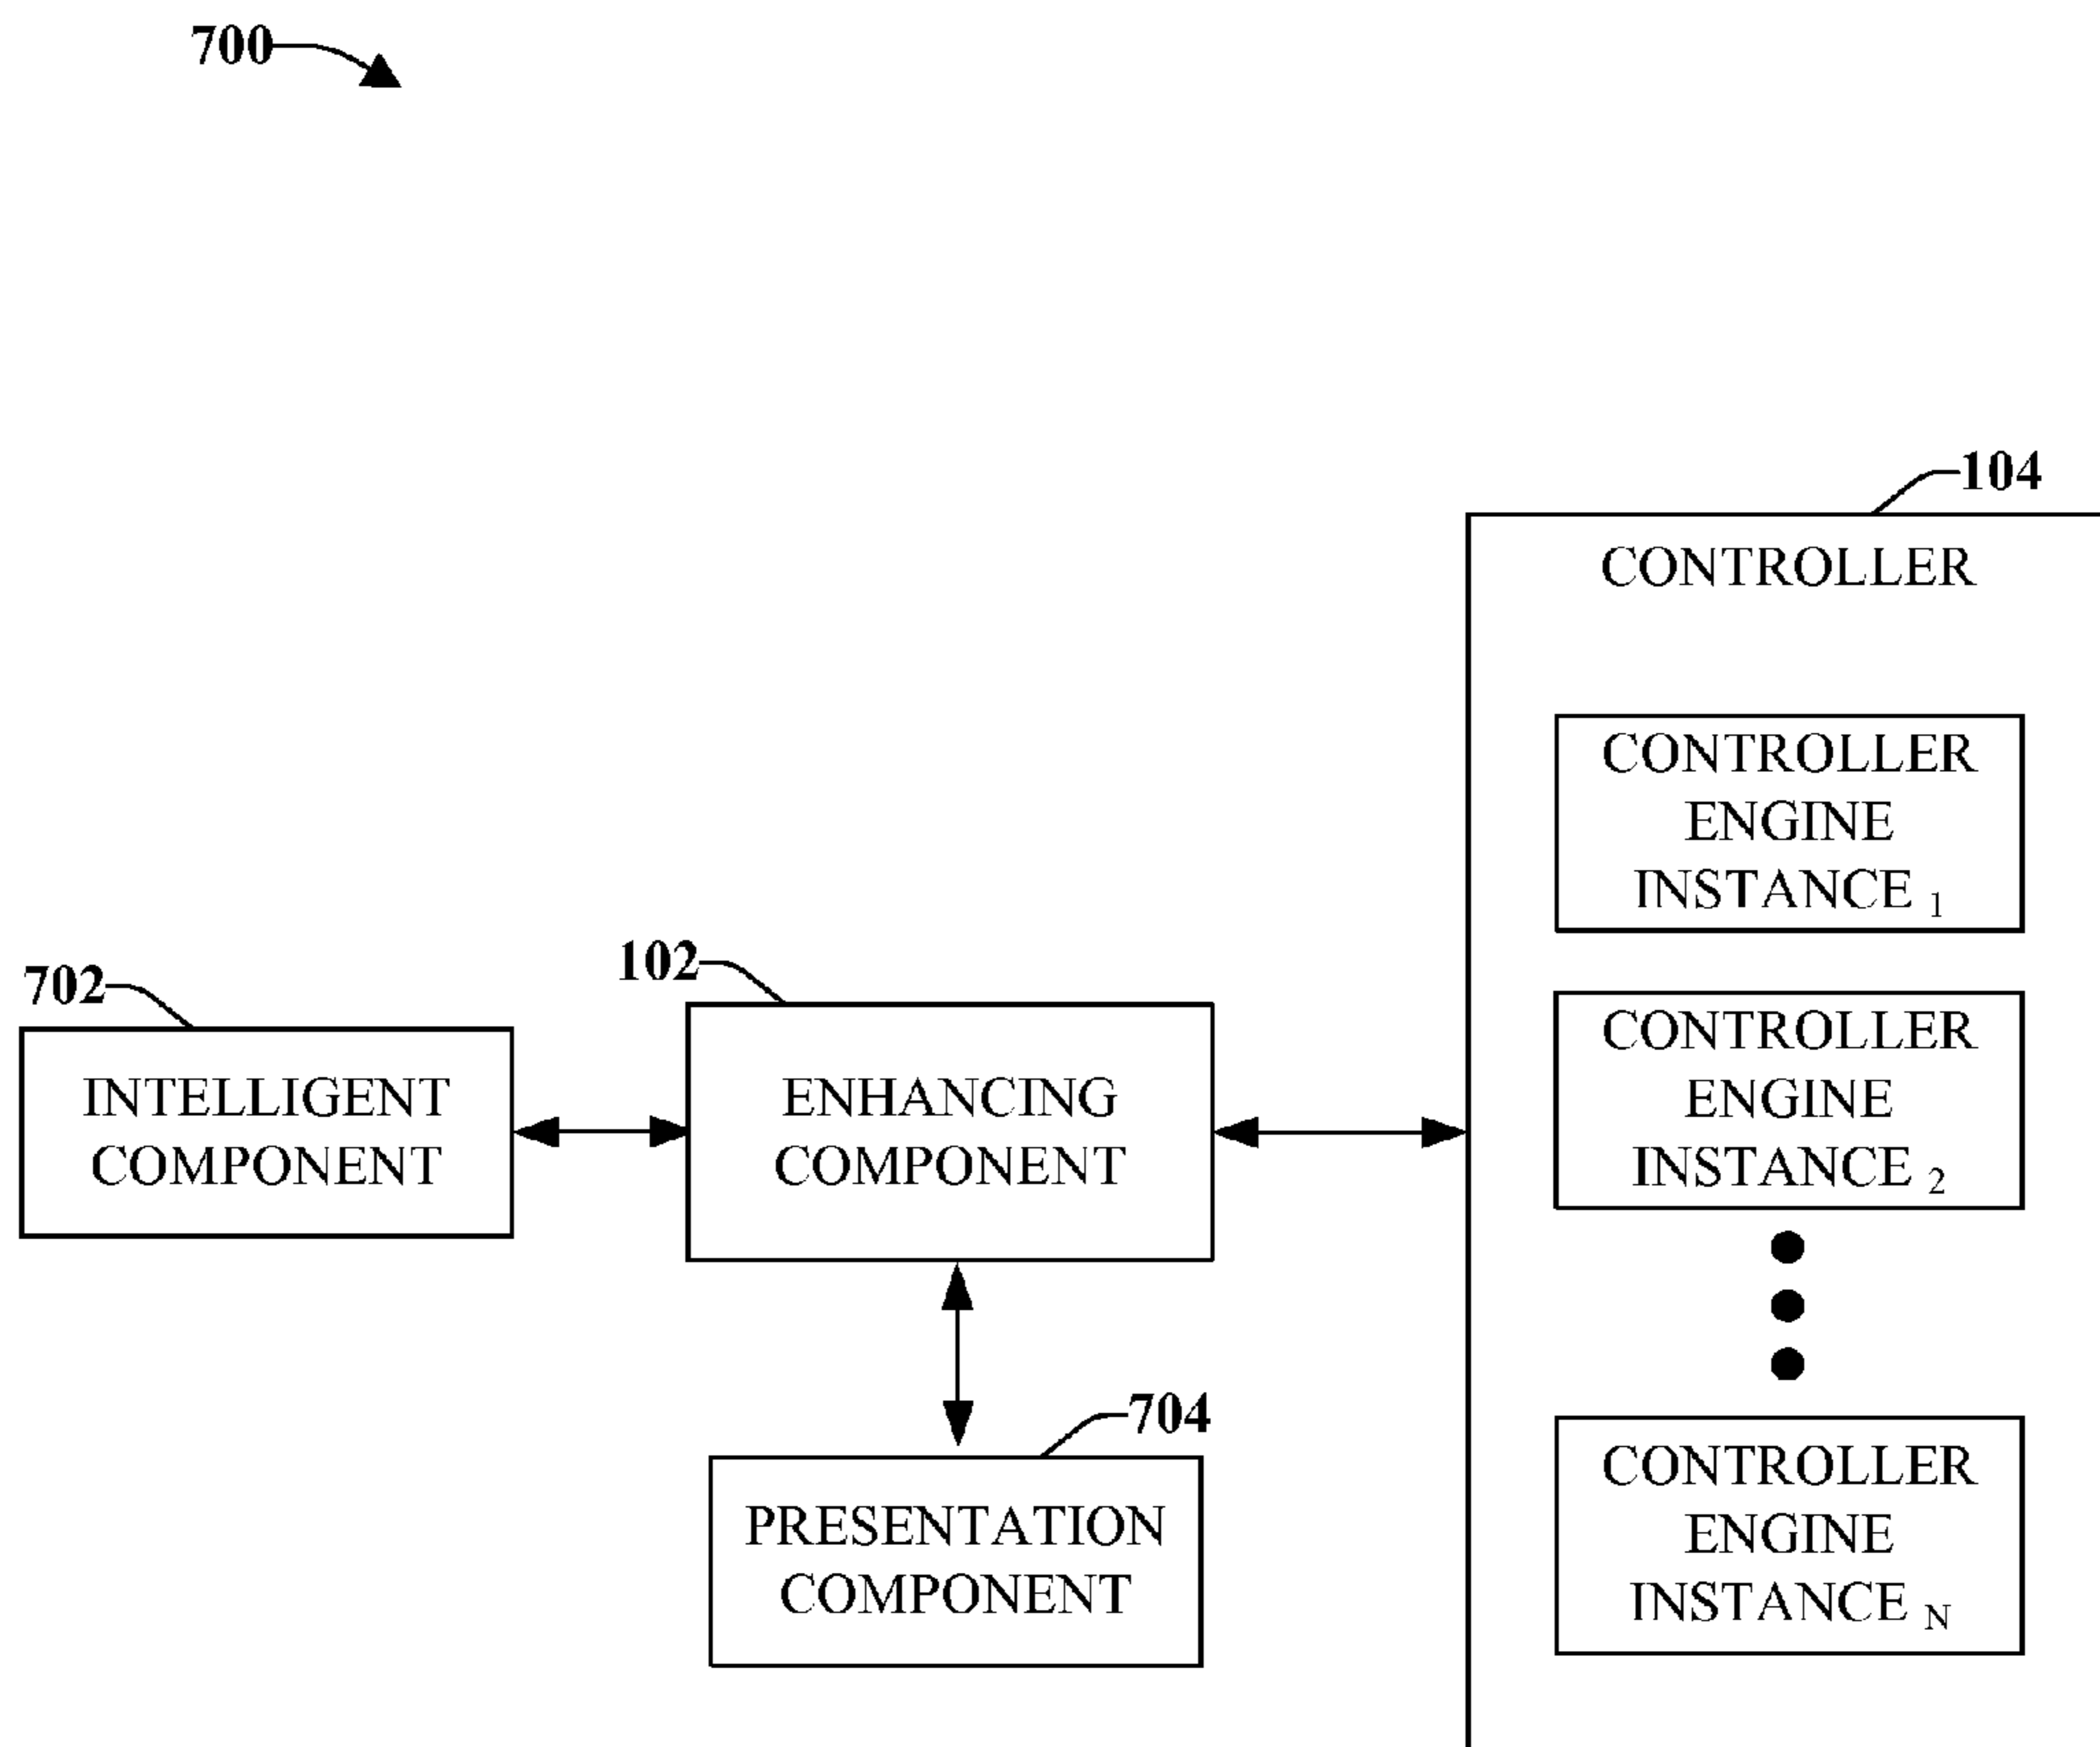 700
104
CONTROLLER
CONTROLLER
ENGINE
INSTANCE 1
102
702
CONTROLLER
ENGINE
INSTANCE 2
INTELLIGENT
COMPONENT
ENHANCING
COMPONENT
704
PRESENTATION
COMPONENT
CONTROLLER
ENGINE
INSTANCE N